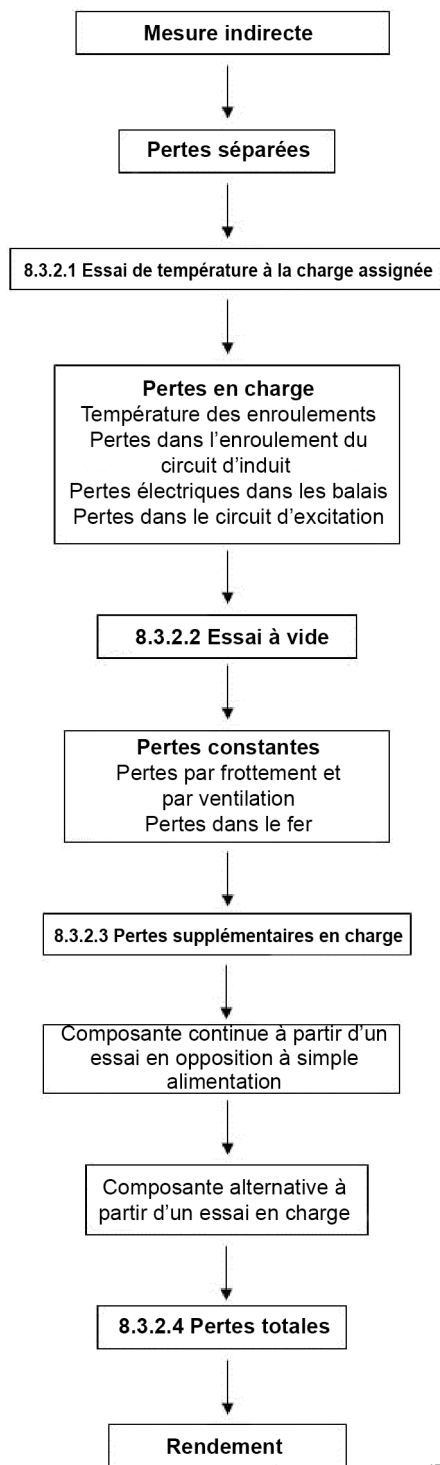 Mesure indirecte
Pertes séparées
8.3.2.1 Essai de température à la charge assignée
Pertes en charge
Température des enroulements
Pertes dans l'enroulement du
circuit d'induit
Pertes électriques dans les balais
Pertes dans le circuit d'excitation
8.3.2.2 Essai à vide
Pertes constantes
Pertes par frottement et
par ventilation
Pertes dans le fer
8.3.2.3 Pertes supplémentaires en charge
Composante continue à partir d'un
essai en opposition à simple
alimentation
Composante alternative à
partir d'un essai en charge
8.3.2.4 Pertes totales
Rendement